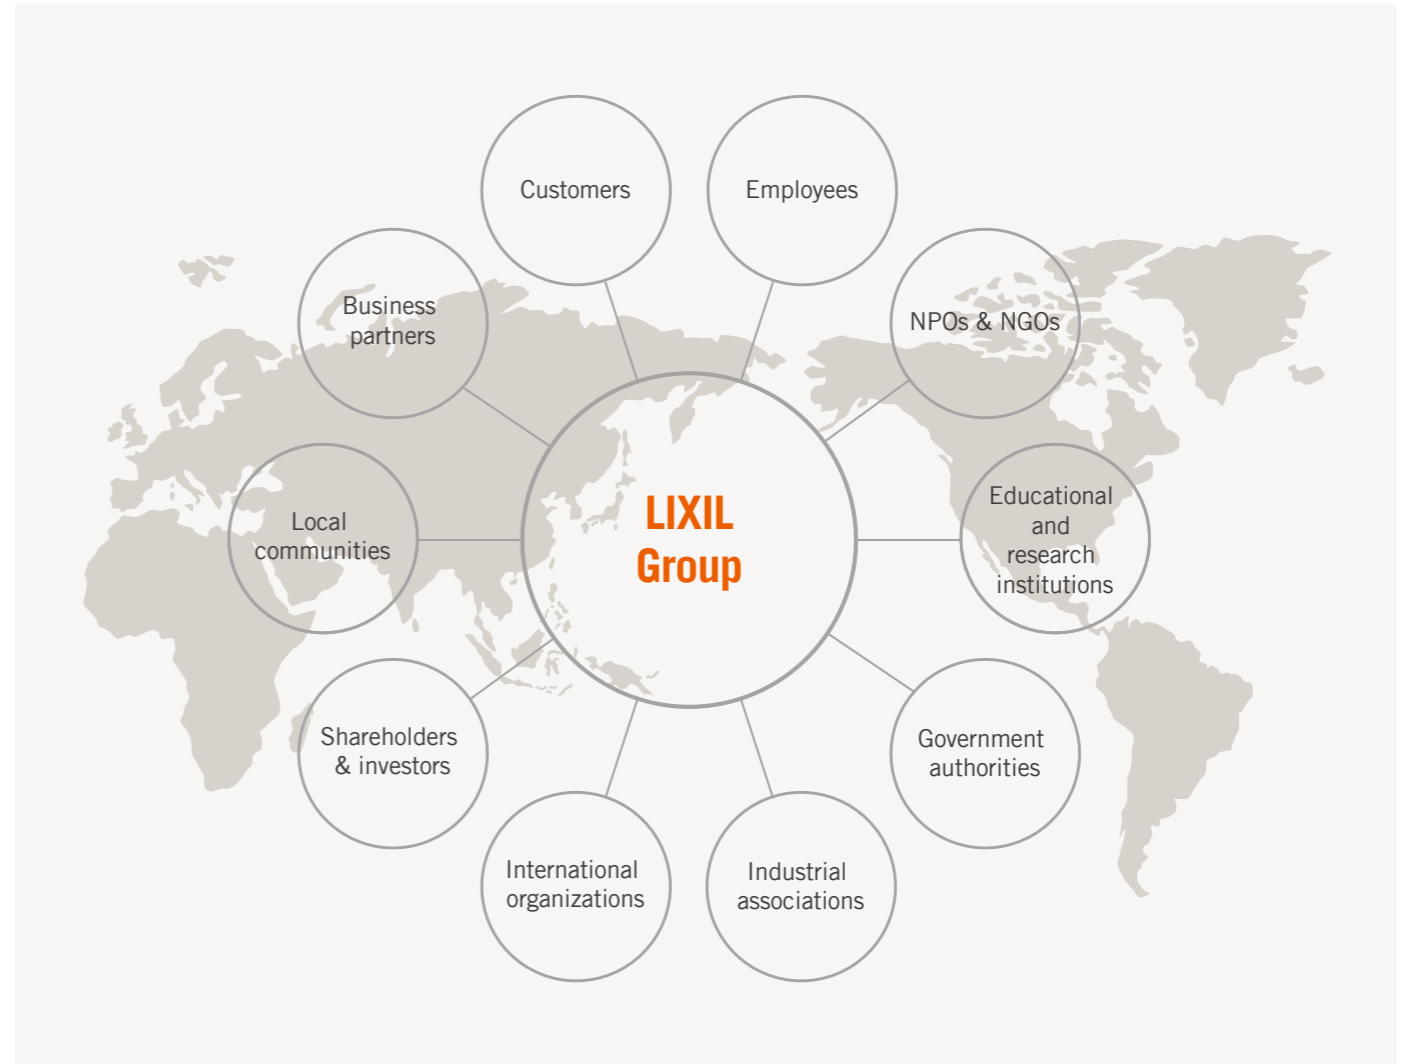 Customers
Employees
Business
partners
NPOs & NGOs
Local
communities
LIXIL
Group
Educational
and
research
institutions
Shareholders
& investors
Government
authorities
International
organizations
Industrial
associations